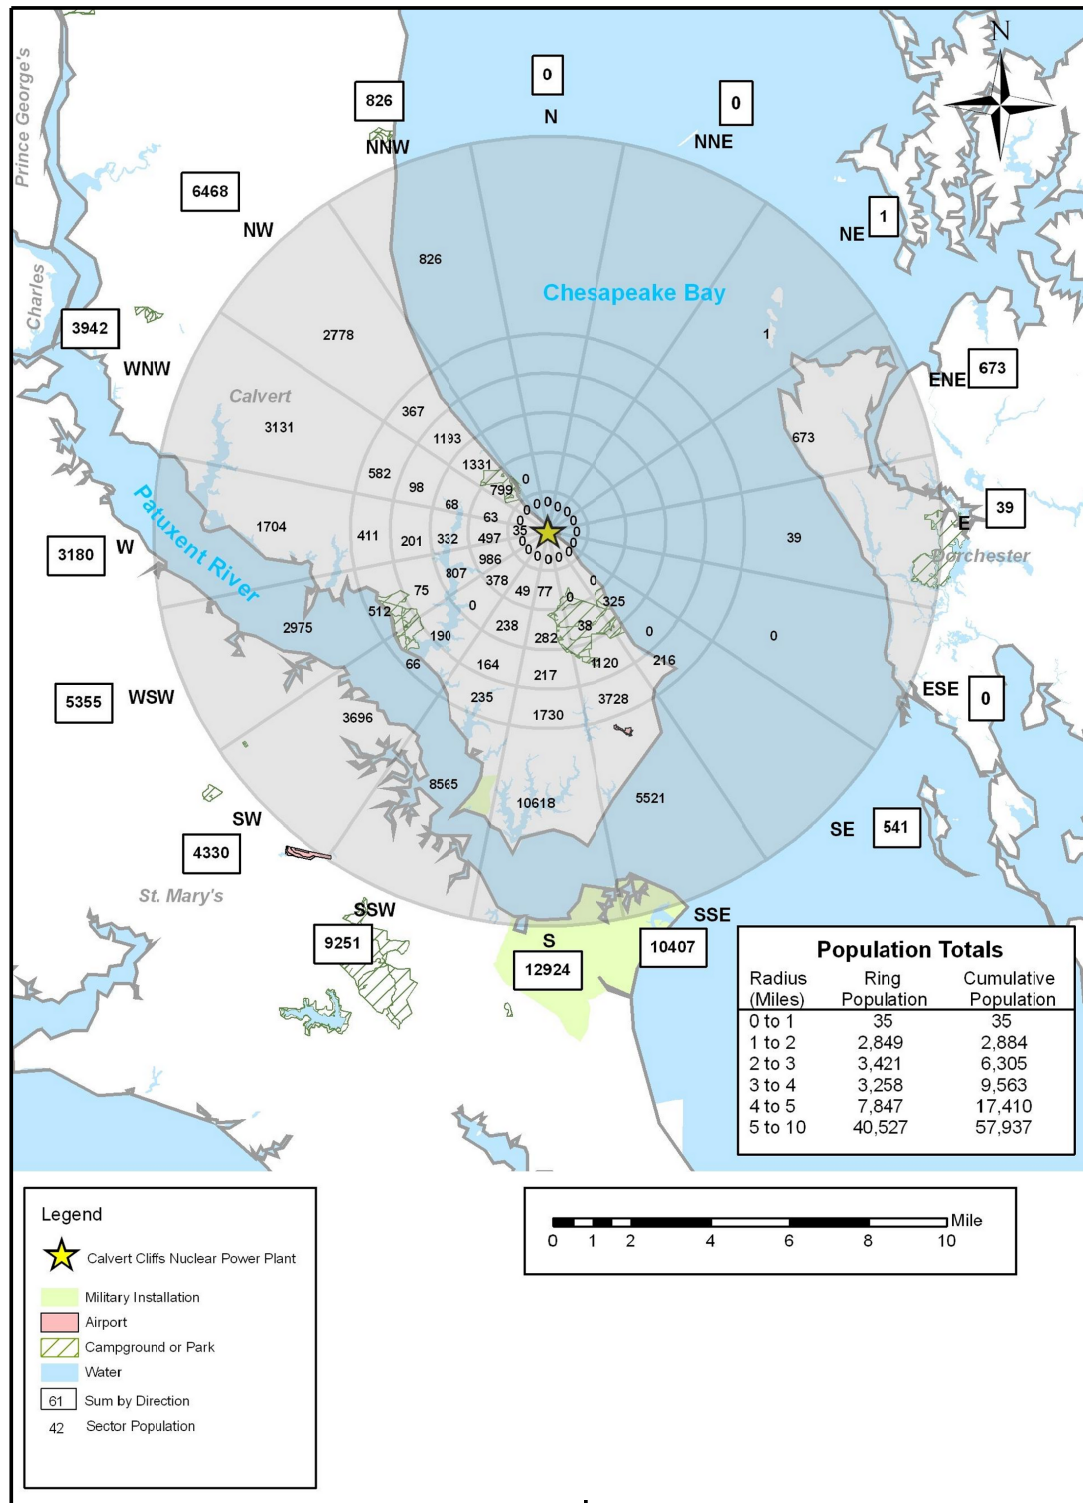 N
Prince George's
0
826
0
N
NNW
NNE
6468
NW
1
NE
826
Chesapeake Bay
Charles
3942
2778
1
WNW
ENE
673
Calvert
367
3131
1193
673
1331
0
582
98
799
68
Patuxent River
63
0 0 0 0 0
0 0
0 0
39
1704
411
201
332
497
35
0
39
E
Dorchester
3180
W
0 0
0 0 0 0 0
986
807
378
0
75
49
77
0
325
512
0
2975
238
38
190
282
0
0
66
164
217
1120
216
5355
WSW
235
3728
ESE
0
3696
1730
8565
10618
5521
SW
SE
541
4330
St. Mary's
SSW
9251
S
12924
SSE
10407
Population Totals
Radius (Miles) Ring Population Cumulative Population
0 to 1 35 35
1 to 2 2,849 2,884
2 to 3 3,421 6,305
3 to 4 3,258 9,563
4 to 5 7,847 17,410
5 to 10 40,527 57,937
Legend
Calvert Cliffs Nuclear Power Plant
Military Installation
Airport
Campground or Park
Water
61 Sum by Direction
42 Sector Population
Mile
0 1 2 4 6 8 10